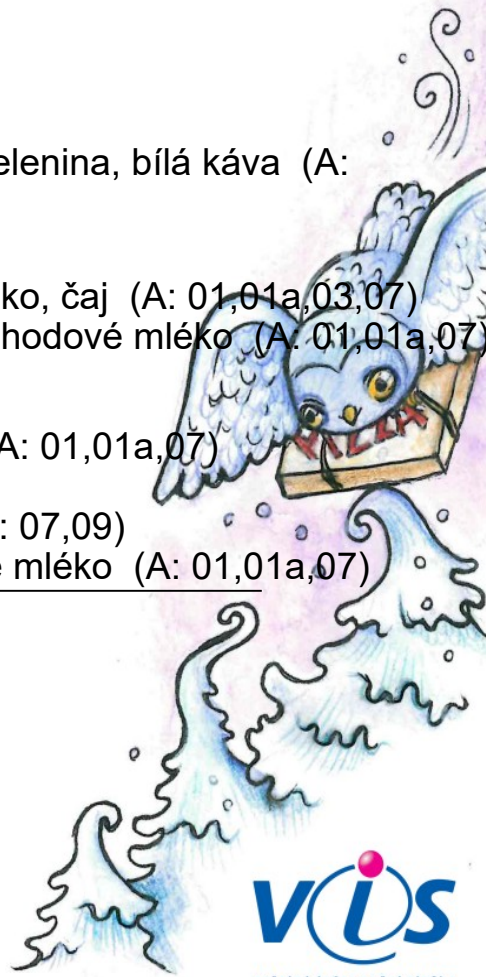 elenina, bílá káva (A:
ko, čaj (A: 01,01a,03,07)
hodové mléko (A: 01,01a,07)
A: 01,01a,07)
PIZZA
: 07,09)
é mléko (A: 01,01a,07)
VIS